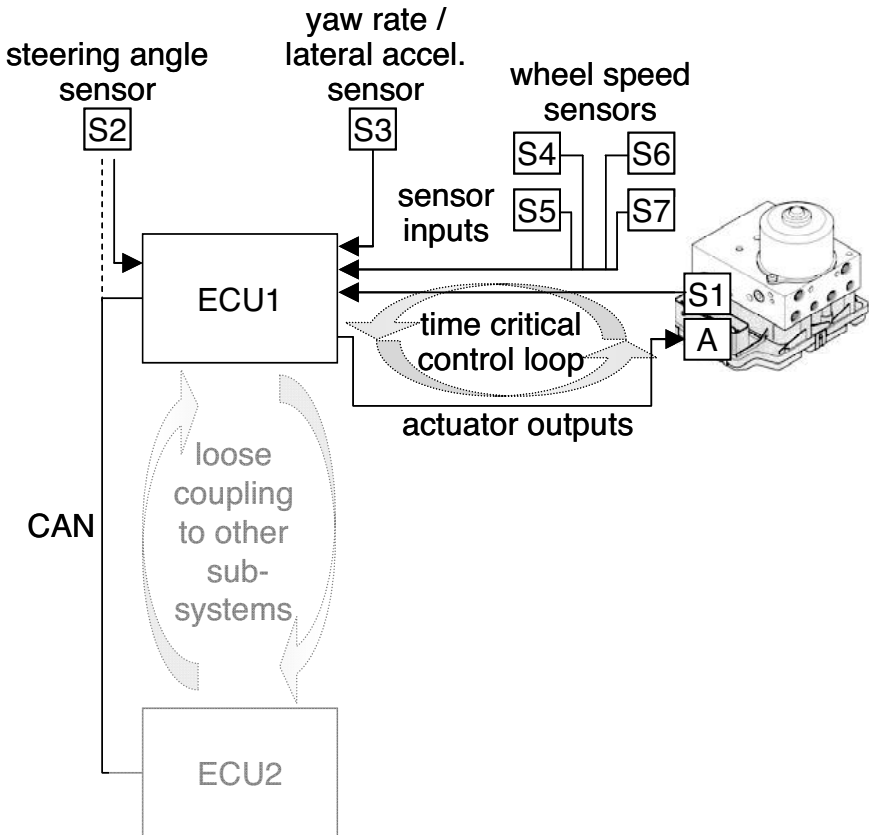 steering angle
sensor
S2
yaw rate /
lateral accel.
sensor
S3
wheel speed
sensors
S4
S6
S5
S7
sensor
inputs
ECU1
S1
A
time critical
control loop
actuator outputs
loose
coupling
to other
sub-
systems
CAN
ECU2